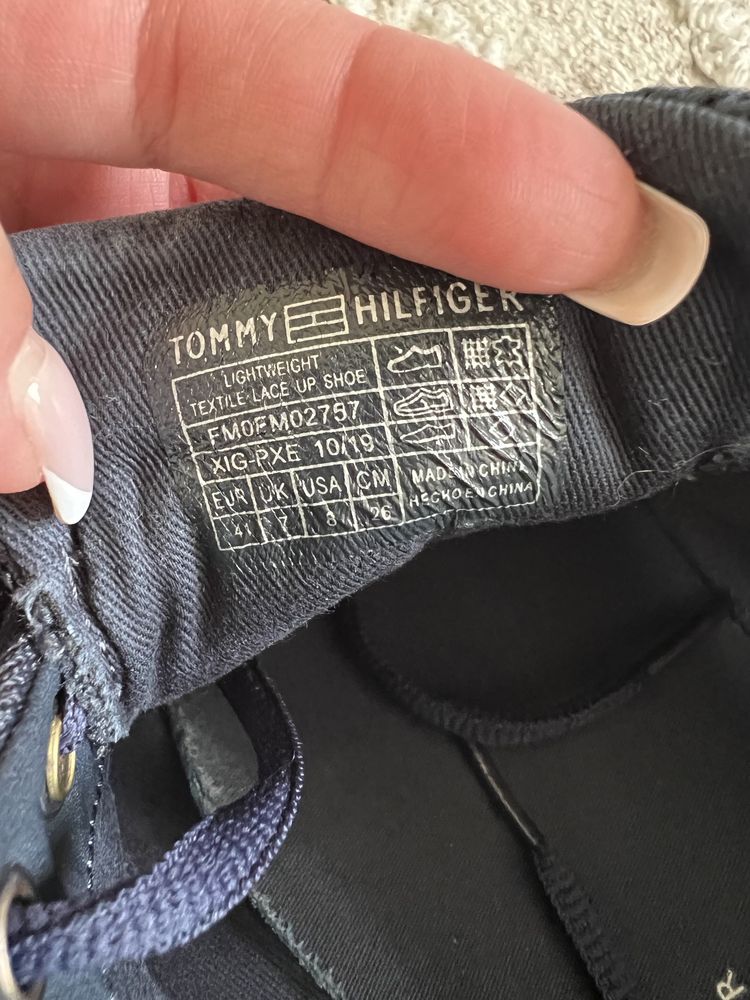 TOMMY HILFIGER
LIGHTWEIGHT
TEXTILE LACE UP SHOE
FM0FM02757
XIG-PXE 10/19
EUR UK USA CM
41 7 8 26
MADE IN CHINA
HECHO EN CHINA
R